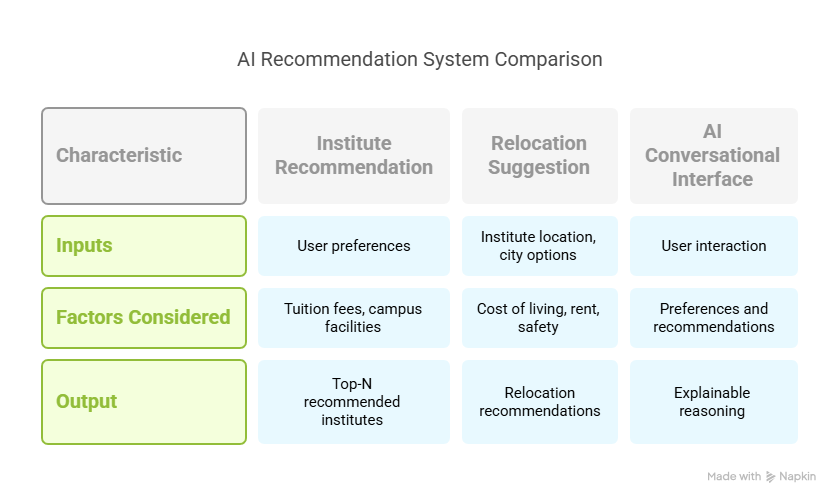 AI Recommendation System Comparison
Characteristic
Institute
Recommendation
Relocation
Suggestion
AI
Conversational
Interface
Inputs
User preferences
Institute location,
city options
User interaction
Factors Considered
Tuition fees, campus
facilities
Cost of living, rent,
safety
Preferences and
recommendations
Output
Top-N
recommended
institutes
Relocation
recommendations
Explainable
reasoning
Made with Napkin